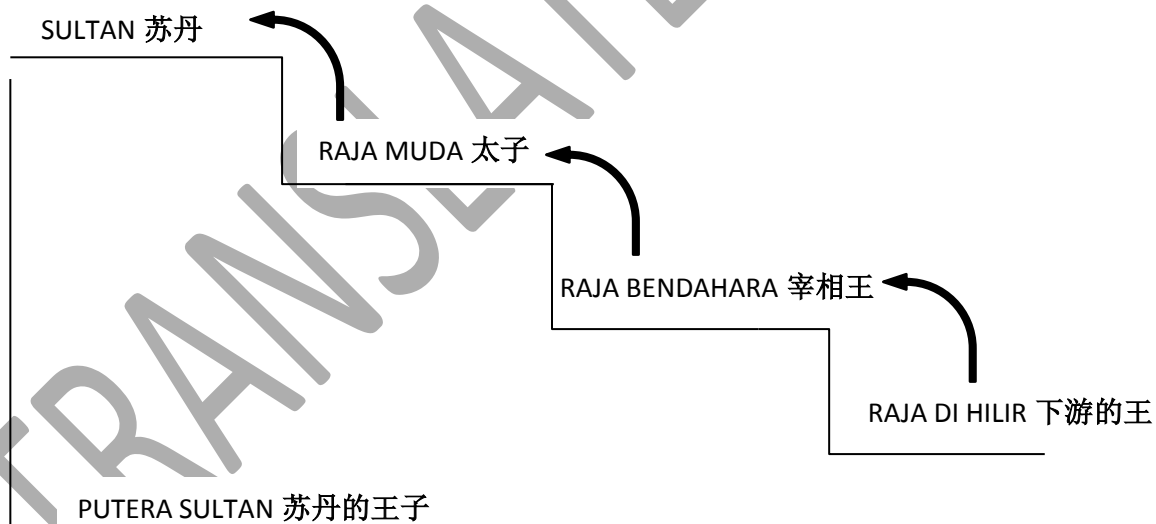 SULTAN 苏丹
RAJA MUDA 太子
RAJA BENDAHARA 宰相王
RAJA DI HILIR 下游的王
PUTERA SULTAN 苏丹的王子